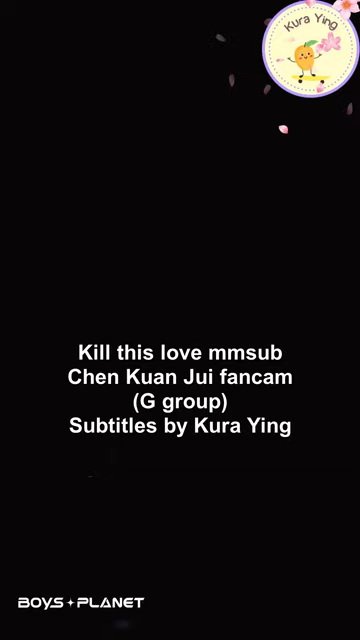 Kura Ying
Kill this love mmsub
Chen Kuan Jui fancam
(G group)
Subtitles by Kura Ying
BOYS PLANET